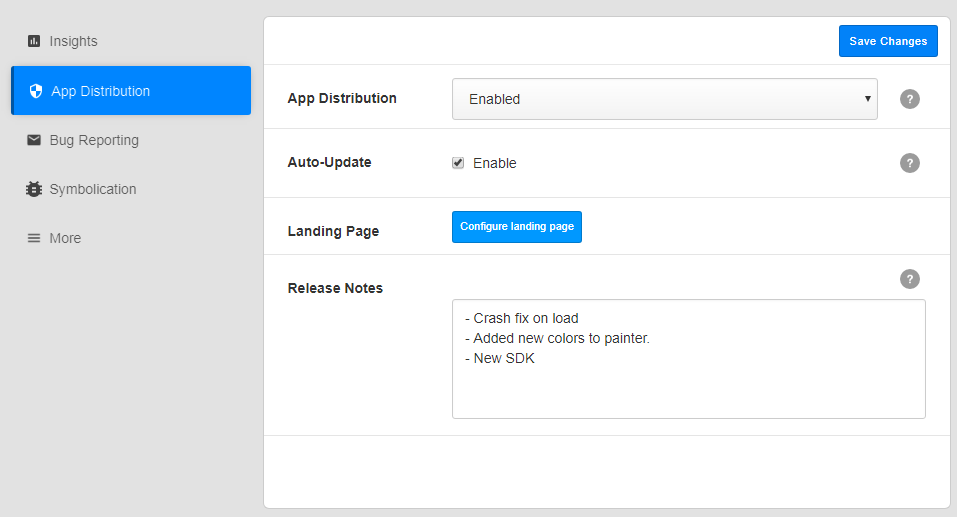 Insights
App Distribution
Bug Reporting
Symbolication
More
Save Changes
App Distribution
Enabled
?
Auto-Update
Enable
?
Landing Page
Configure landing page
Release Notes
?
- Crash fix on load
- Added new colors to painter.
- New SDK